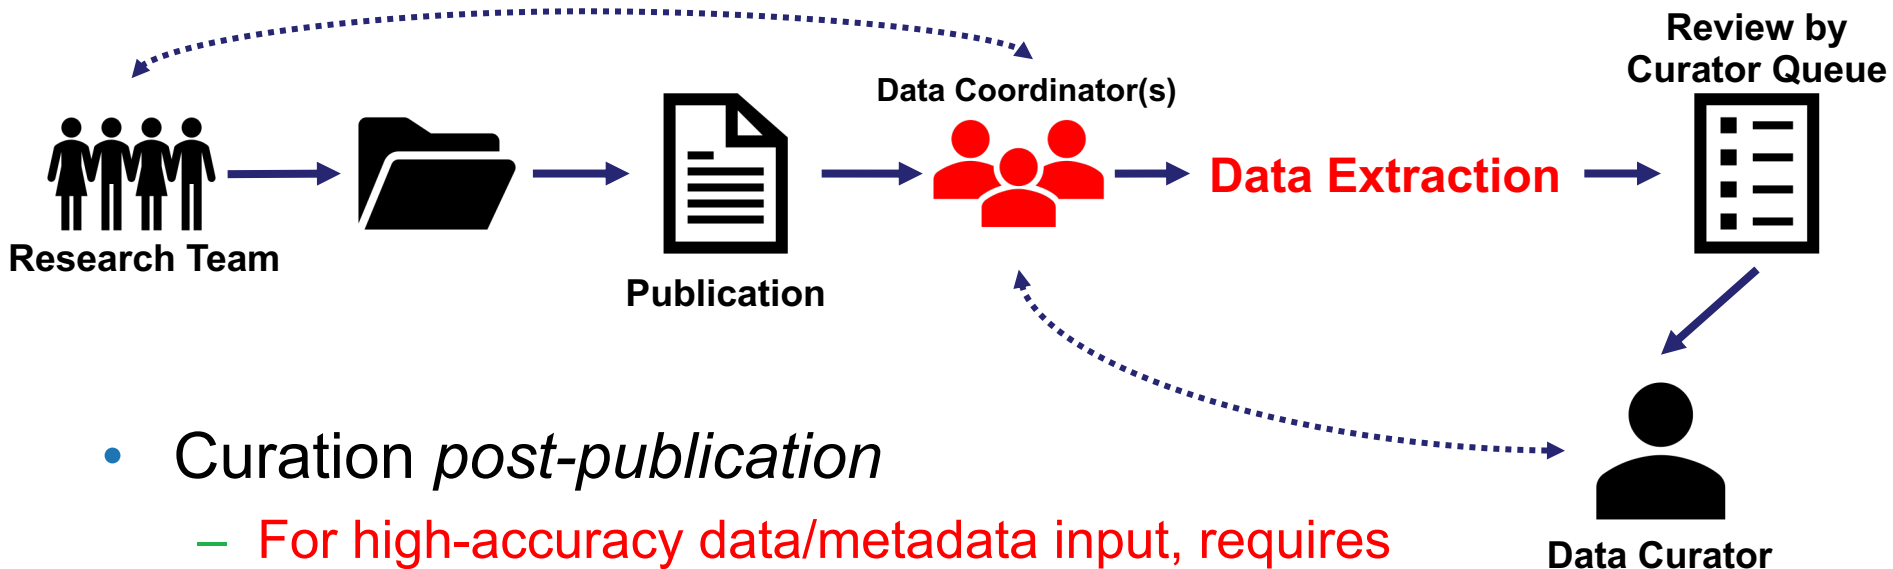 Review by
Curator Queue
Data Coordinator(s)
Data Extraction
Research Team
Publication
• Curation post-publication
– For high-accuracy data/metadata input, requires
Data Curator